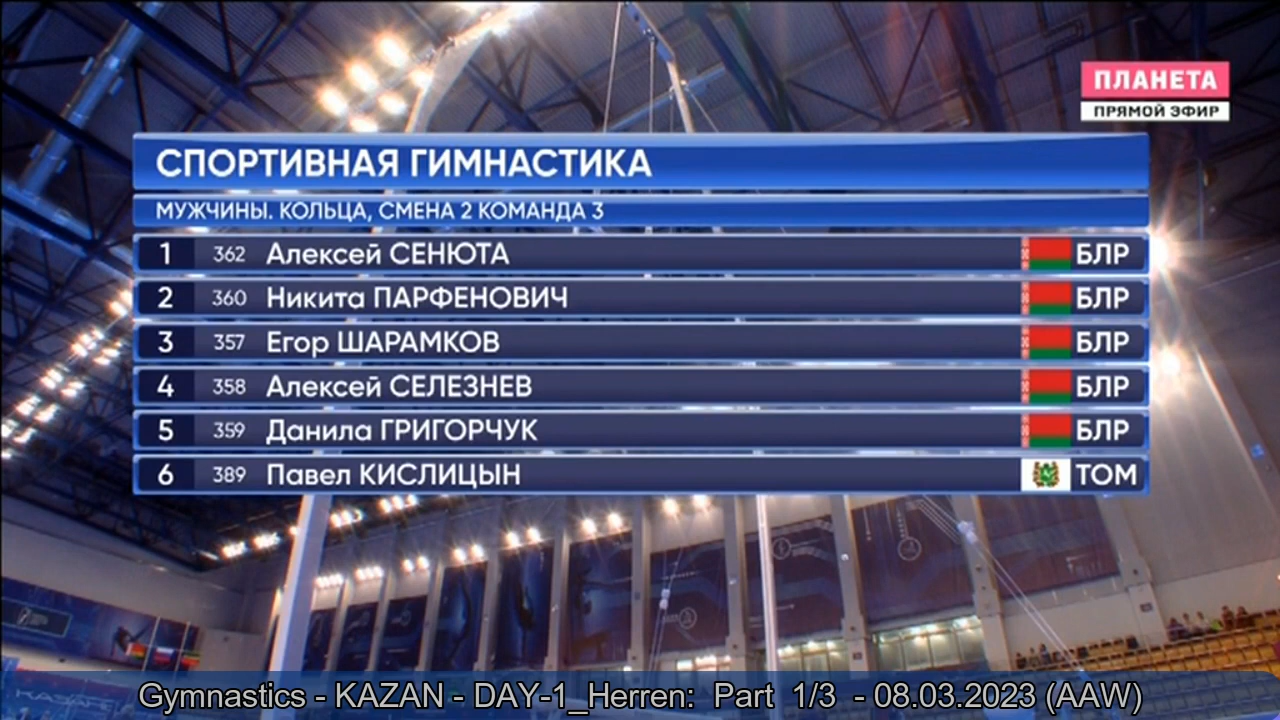 ПЛАНЕТА
ПРЯМОЙ ЭФИР
СПОРТИВНАЯ ГИМНАСТИКА
МУЖЧИНЫ. КОЛЬЦА, СМЕНА 2 КОМАНДА 3
1 362 Алексей СЕНЮТА БЛР
2 360 Никита ПАРФЕНОВИЧ БЛР
3 357 Егор ШАРАМКОВ БЛР
4 358 Алексей СЕЛЕЗНЕВ БЛР
5 359 Данила ГРИГОРЧУК БЛР
6 389 Павел КИСЛИЦЫН ТОМ
Gymnastics - KAZAN - DAY-1_Herren: Part 1/3 - 08.03.2023 (AAW)